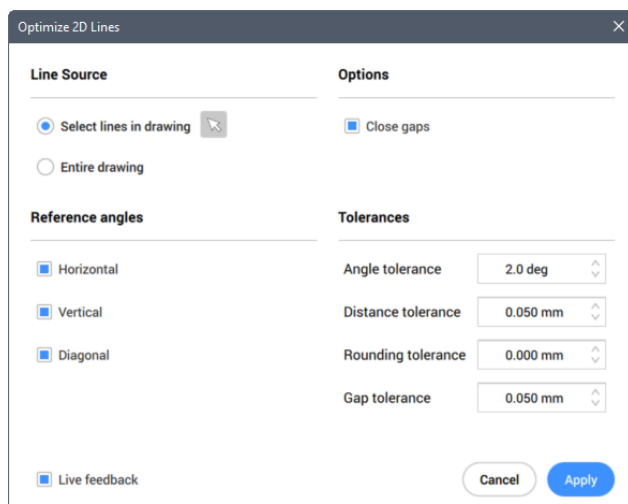 Optimize 2D Lines
Line Source
Select lines in drawing
Entire drawing
Options
Close gaps
Reference angles
Horizontal
Vertical
Diagonal
Tolerances
Angle tolerance 2.0 deg
Distance tolerance 0.050 mm
Rounding tolerance 0.000 mm
Gap tolerance 0.050 mm
Live feedback
Cancel
Apply